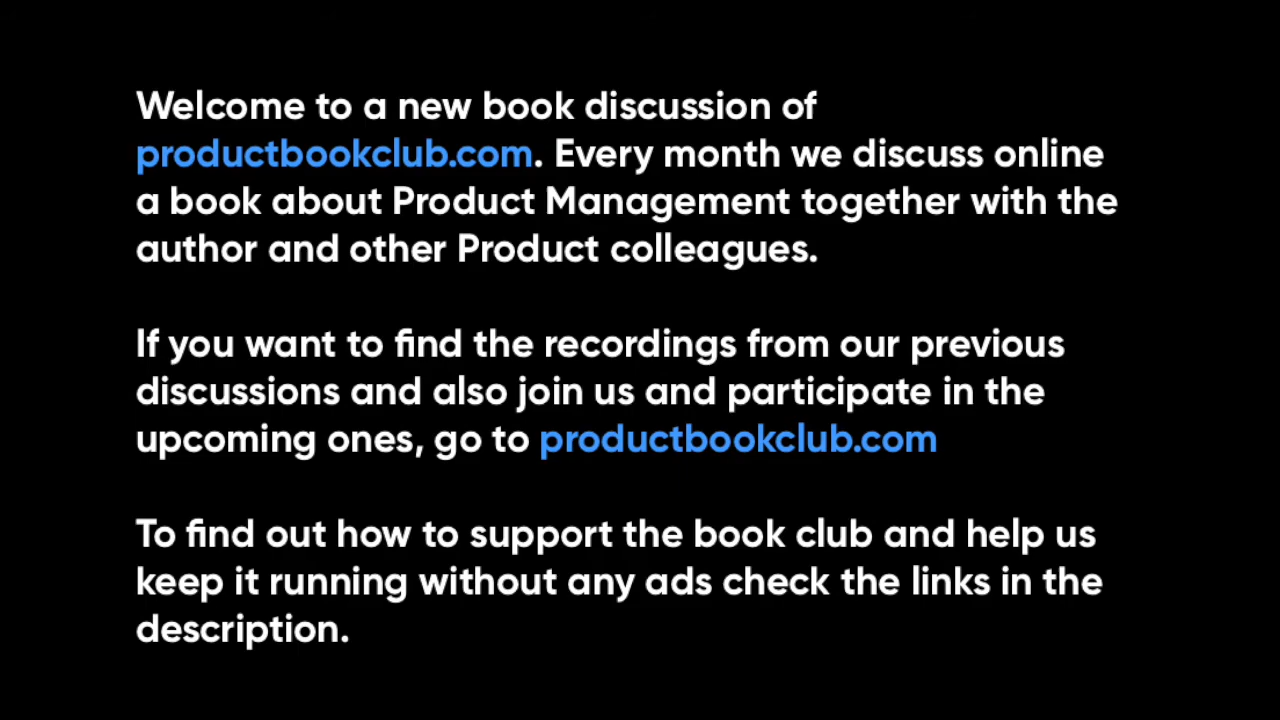 Welcome to a new book discussion of
productbookclub.com. Every month we discuss online
a book about Product Management together with the
author and other Product colleagues.
If you want to find the recordings from our previous
discussions and also join us and participate in the
upcoming ones, go to productbookclub.com
To find out how to support the book club and help us
keep it running without any ads check the links in the
description.